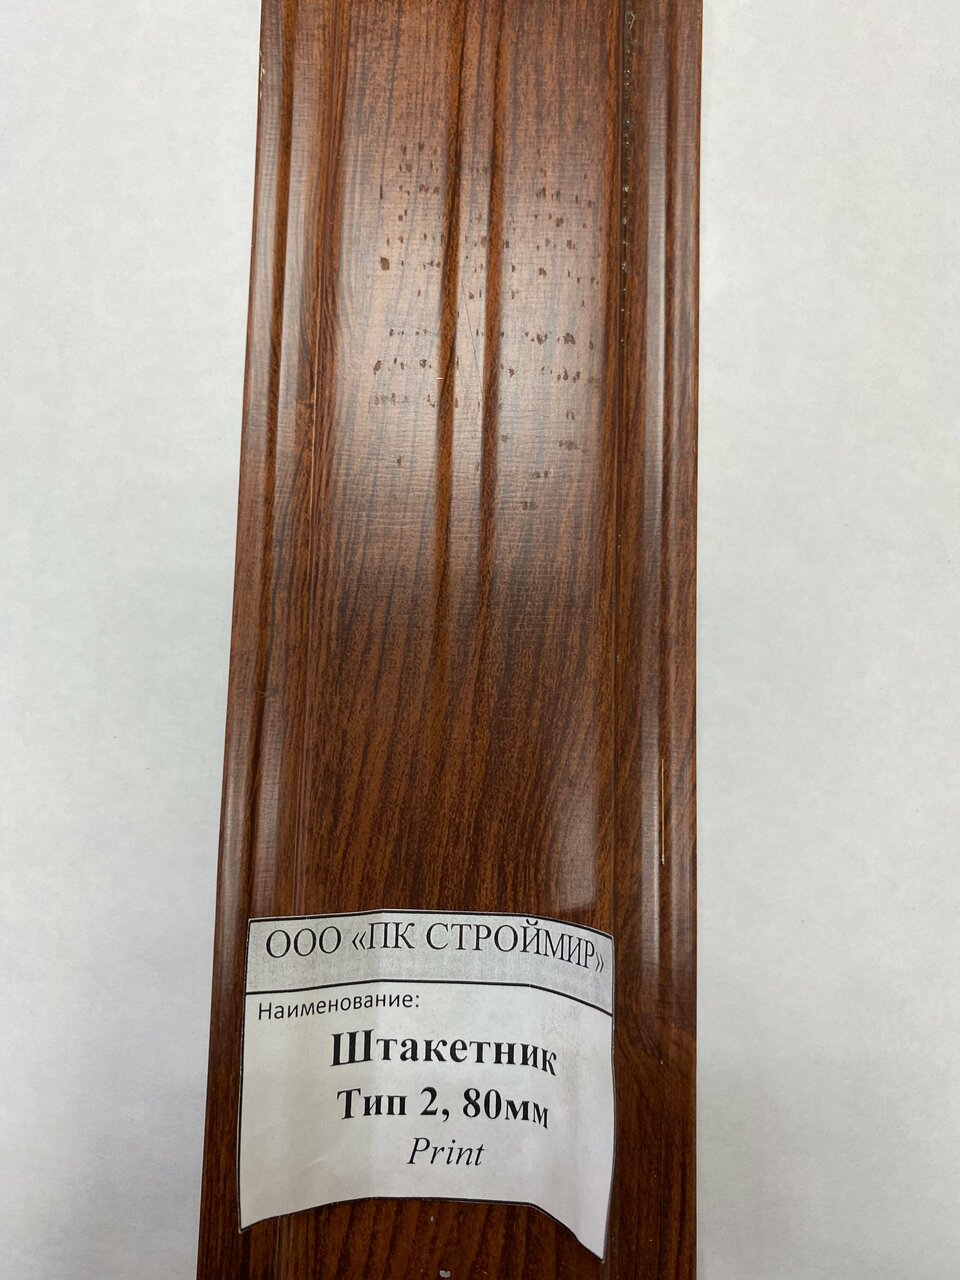 ООО «ПК СТРОЙМИР»
Наименование:
Штакетник
Тип 2, 80мм
Print